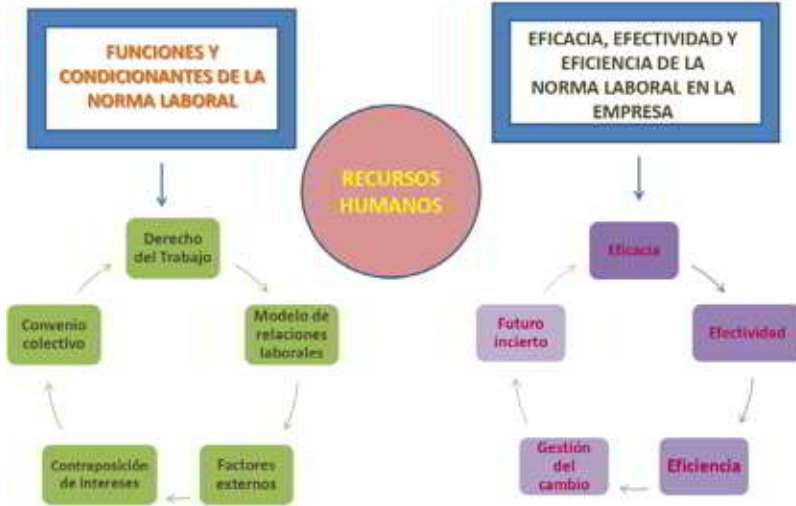 FUNCIONES Y
CONDICIONANTES DE LA
NORMA LABORAL
EFICACIA, EFECTIVIDAD Y
EFICIENCIA DE LA
NORMA LABORAL EN LA
EMPRESA
RECURSOS
HUMANOS
Derecho
del Trabajo
Modelo de
relaciones
laborales
Factores
externos
Contraposición
de intereses
Convenio
colectivo
Eficacia
Efectividad
Eficiencia
Gestión
del
cambio
Futuro
incierto